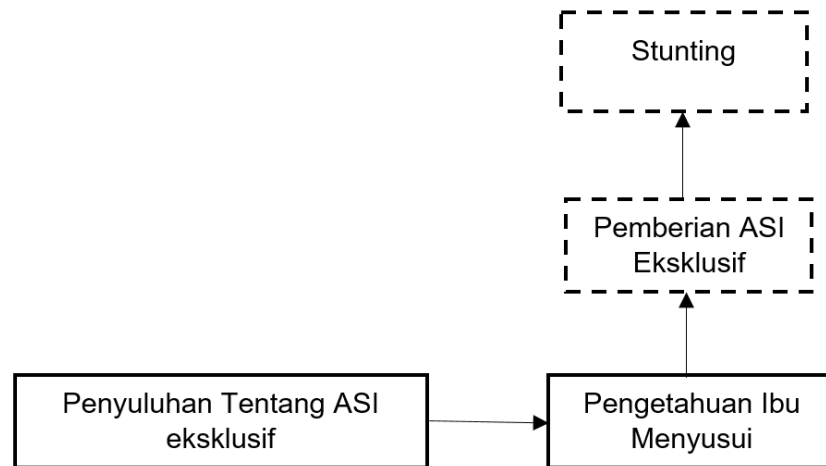 Stunting
Pemberian ASI
Eksklusif
Penyuluhan Tentang ASI
eksklusif
Pengetahuan Ibu
Menyusui